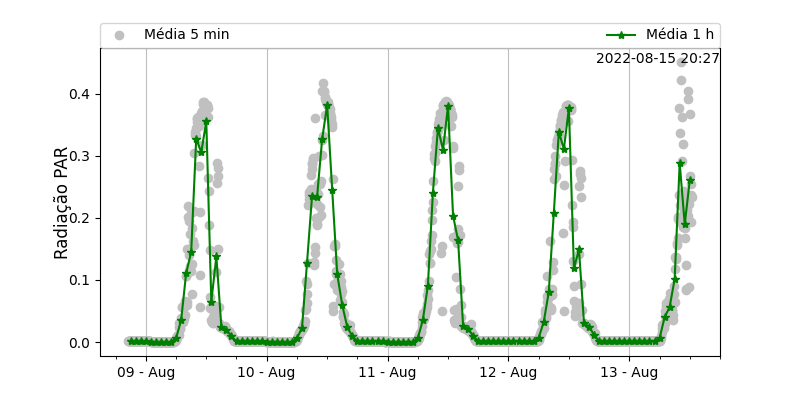 Média 5 min
Média 1 h
2022-08-15 20:27
Radiação PAR
0.4
0.3
0.2
0.1
0.0
09 - Aug
10 - Aug
11 - Aug
12 - Aug
13 - Aug